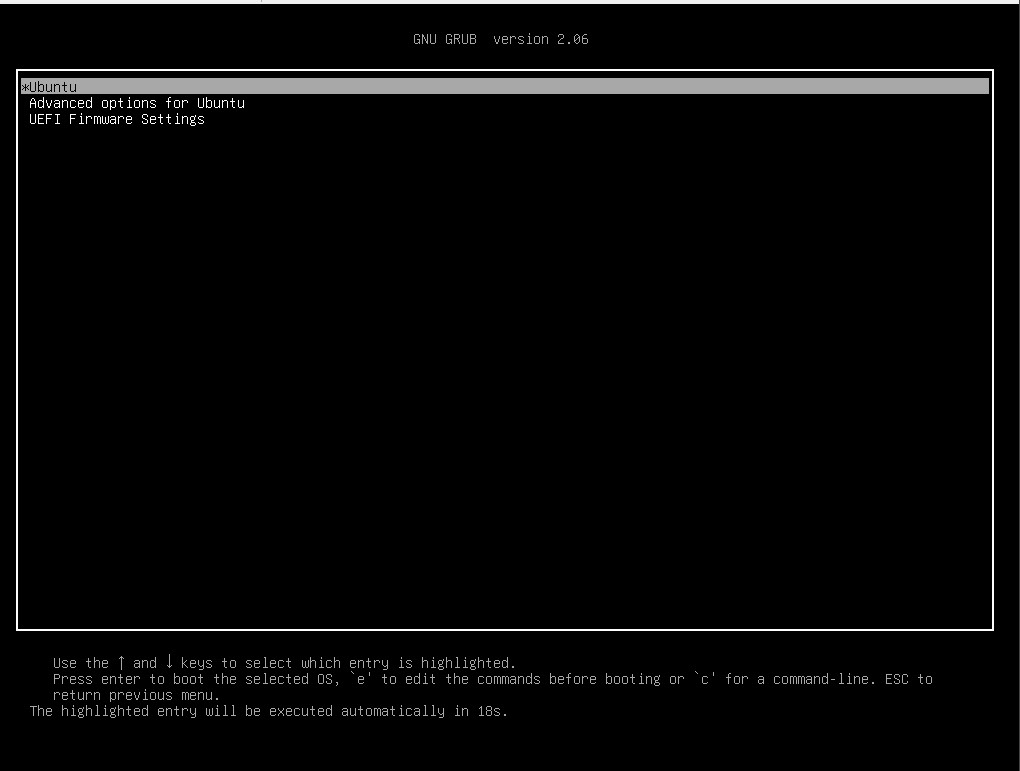 GNU GRUB  version 2.06
*Ubuntu
Advanced options for Ubuntu
UEFI Firmware Settings
Use the ↑ and ↓ keys to select which entry is highlighted.
Press enter to boot the selected OS, `e' to edit the commands before booting or `c' for a command-line. ESC to
return previous menu.
The highlighted entry will be executed automatically in 18s.